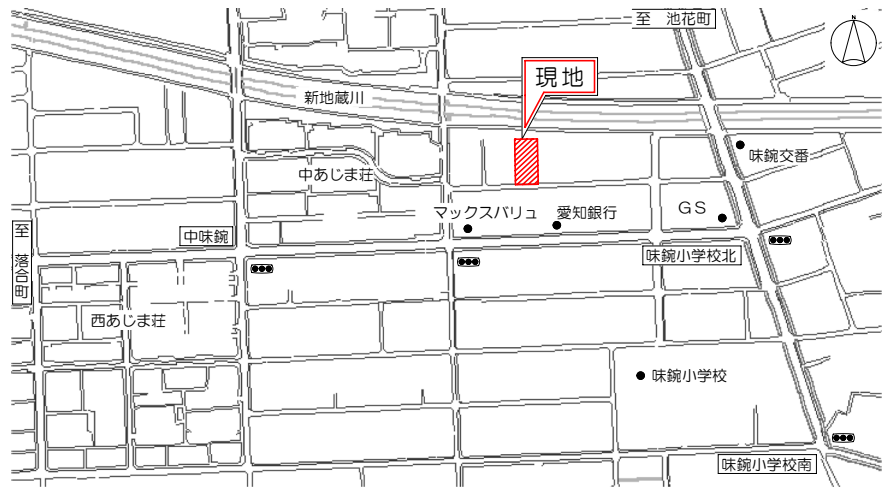 至 池花町
N
現地
新地蔵川
味鋺交番
中あじま荘
マックスバリュ
愛知銀行
GS
至 落合町
中味鋺
味鋺小学校北
西あじま荘
味鋺小学校
味鋺小学校南